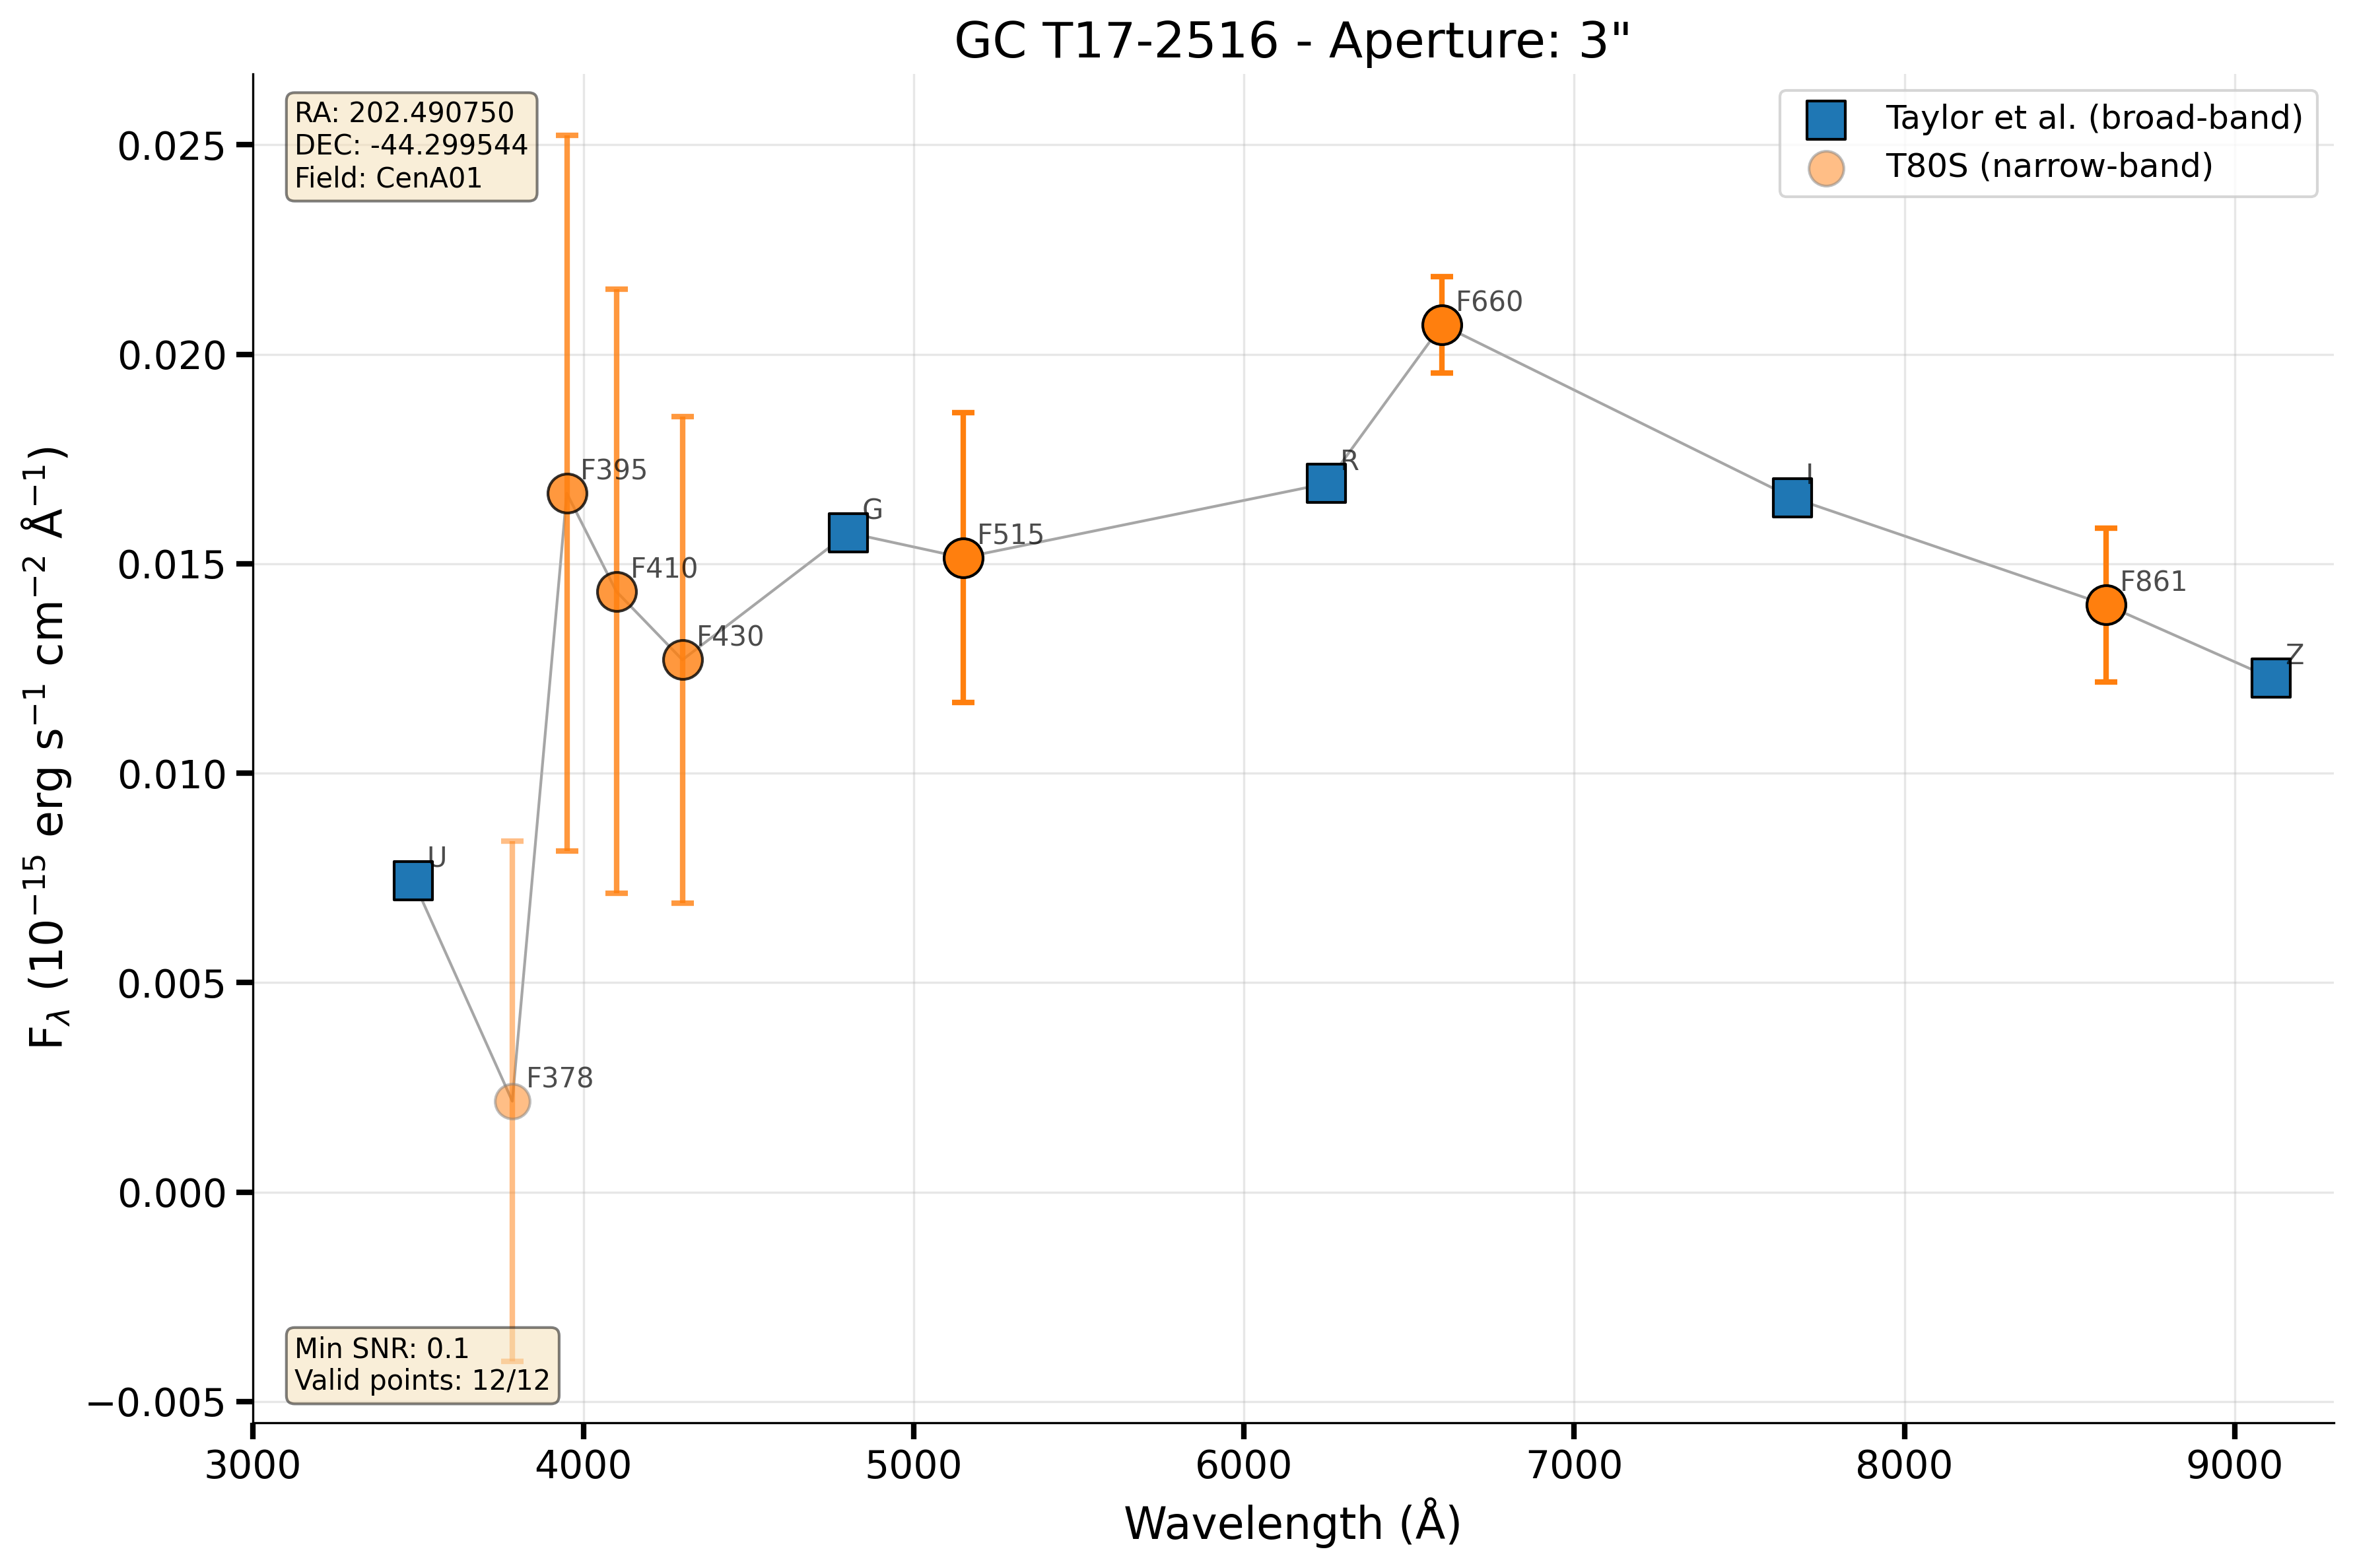 GC T17-2516 - Aperture: 3"
RA: 202.490750
DEC: -44.299544
Field: CenA01
Taylor et al. (broad-band)
T80S (narrow-band)
F660
F395
R
I
G
F515
F410
F861
F430
Z
U
F378
Min SNR: 0.1
Valid points: 12/12
0.025
0.020
0.015
0.010
0.005
0.000
−0.005
F_λ (10⁻¹⁵ erg s⁻¹ cm⁻² Å⁻¹)
3000 4000 5000 6000 7000 8000 9000
Wavelength (Å)